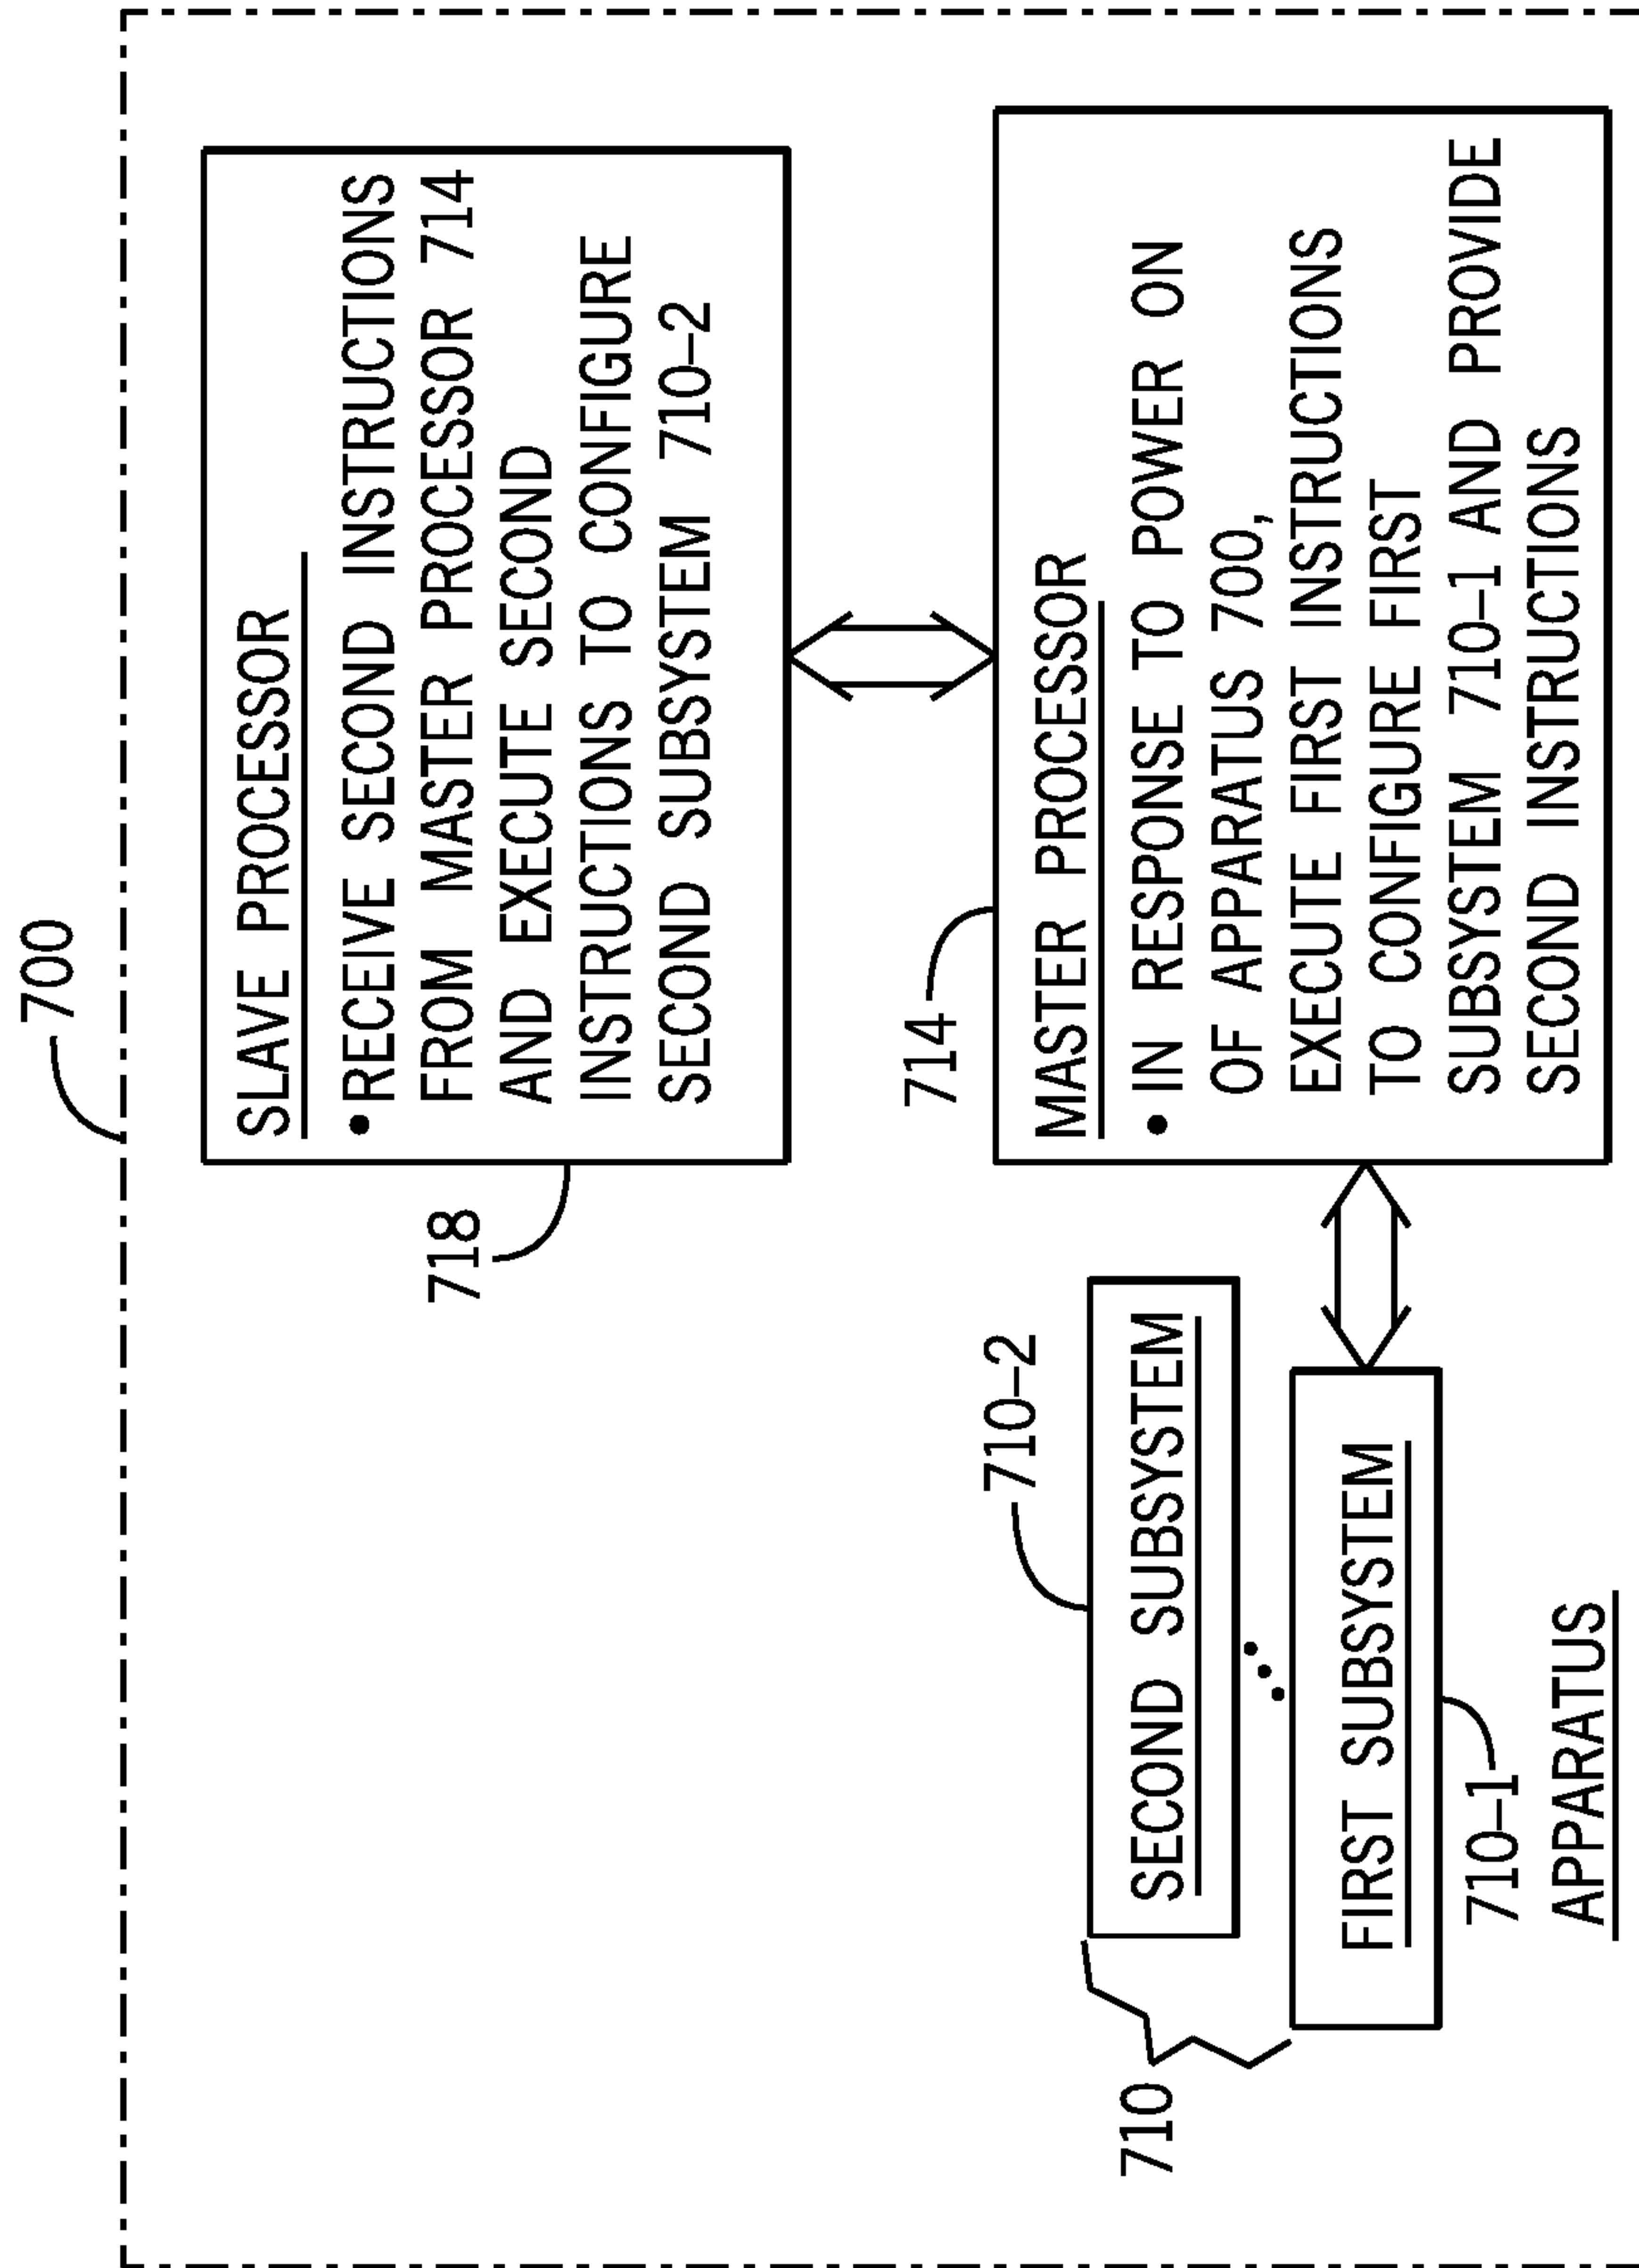 700
SLAVE PROCESSOR
• RECEIVE SECOND INSTRUCTIONS
FROM MASTER PROCESSOR 714
AND EXECUTE SECOND
INSTRUCTIONS TO CONFIGURE
SECOND SUBSYSTEM 710-2
718
714
MASTER PROCESSOR
• IN RESPONSE TO POWER ON
OF APPARATUS 700,
EXECUTE FIRST INSTRUCTIONS
TO CONFIGURE FIRST
SUBSYSTEM 710-1 AND PROVIDE
SECOND INSTRUCTIONS
710-2
SECOND SUBSYSTEM
710
FIRST SUBSYSTEM
710-1
APPARATUS